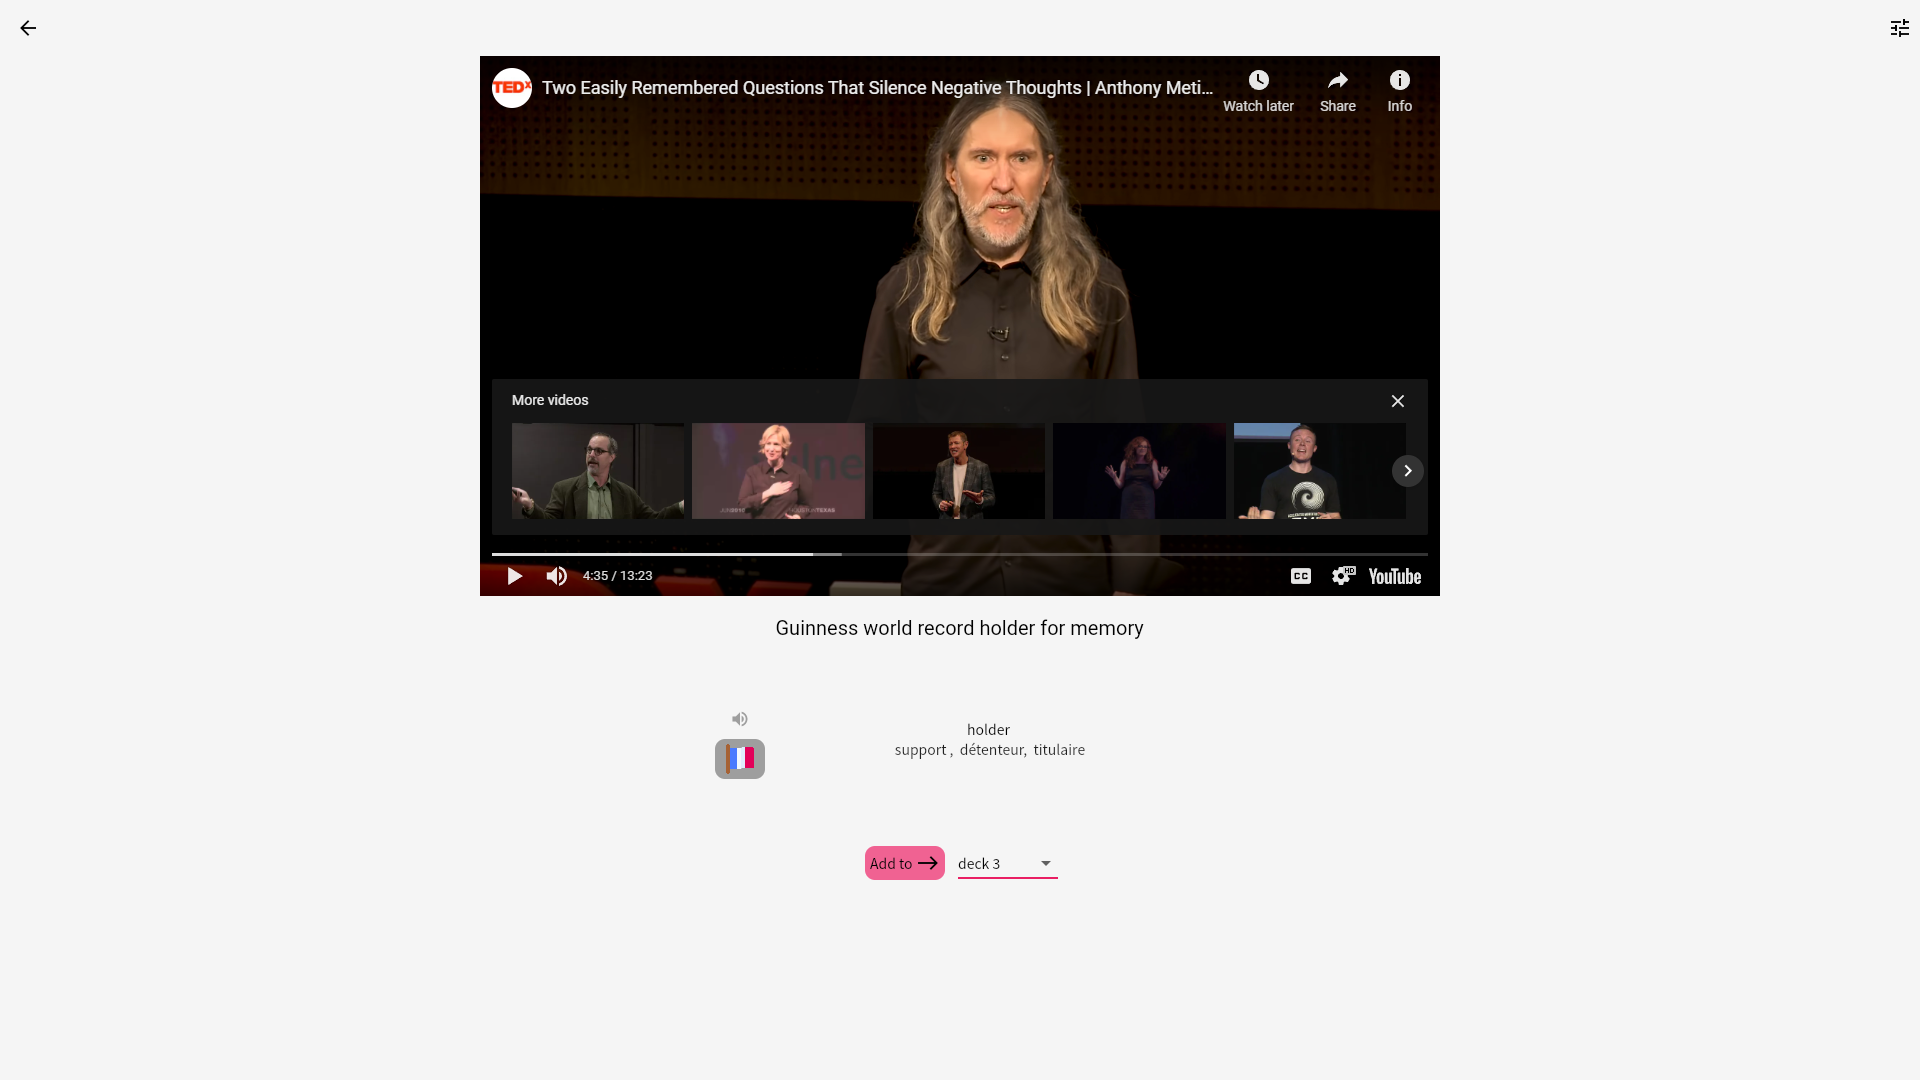 TEDx
Two Easily Remembered Questions That Silence Negative Thoughts | Anthony Meti...
Watch later
Share
Info
More videos
4:35 / 13:23
CC
HD
YouTube
Guinness world record holder for memory
holder
support , détenteur, titulaire
Add to
deck 3